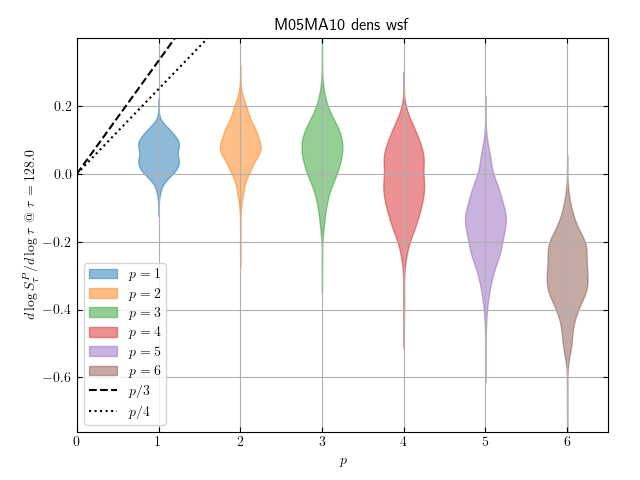 M05MA10 dens wsf
d log S_τ^P / d log τ @ τ = 128.0
0.2
0.0
−0.2
−0.4
−0.6
p = 1
p = 2
p = 3
p = 4
p = 5
p = 6
p/3
p/4
0 1 2 3 4 5 6
p